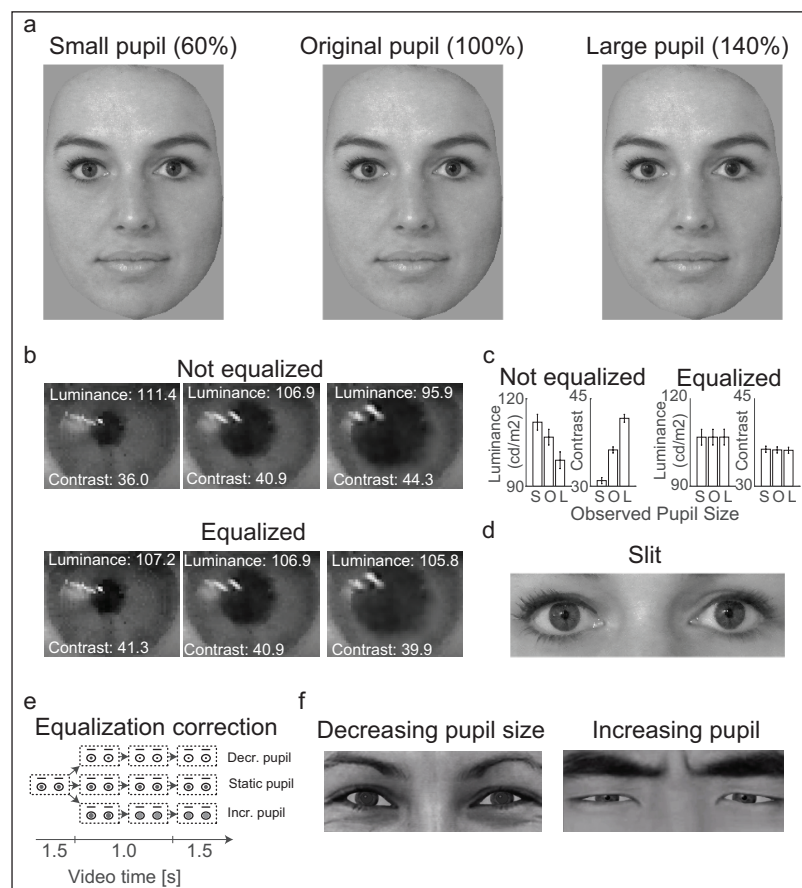 a
Small pupil (60%) Original pupil (100%) Large pupil (140%)
b
Not equalized
Luminance: 111.4 Luminance: 106.9 Luminance: 95.9
Contrast: 36.0 Contrast: 40.9 Contrast: 44.3
Equalized
Luminance: 107.2 Luminance: 106.9 Luminance: 105.8
Contrast: 41.3 Contrast: 40.9 Contrast: 39.9
c
Not equalized Equalized
120 45 120 45
Luminance (cd/m2) Contrast Luminance (cd/m2) Contrast
90 30 90 30
S O L S O L S O L S O L
Observed Pupil Size
d
Slit
e
Equalization correction
Decr. pupil
Static pupil
Incr. pupil
1.5 1.0 1.5
Video time [s]
f
Decreasing pupil size Increasing pupil